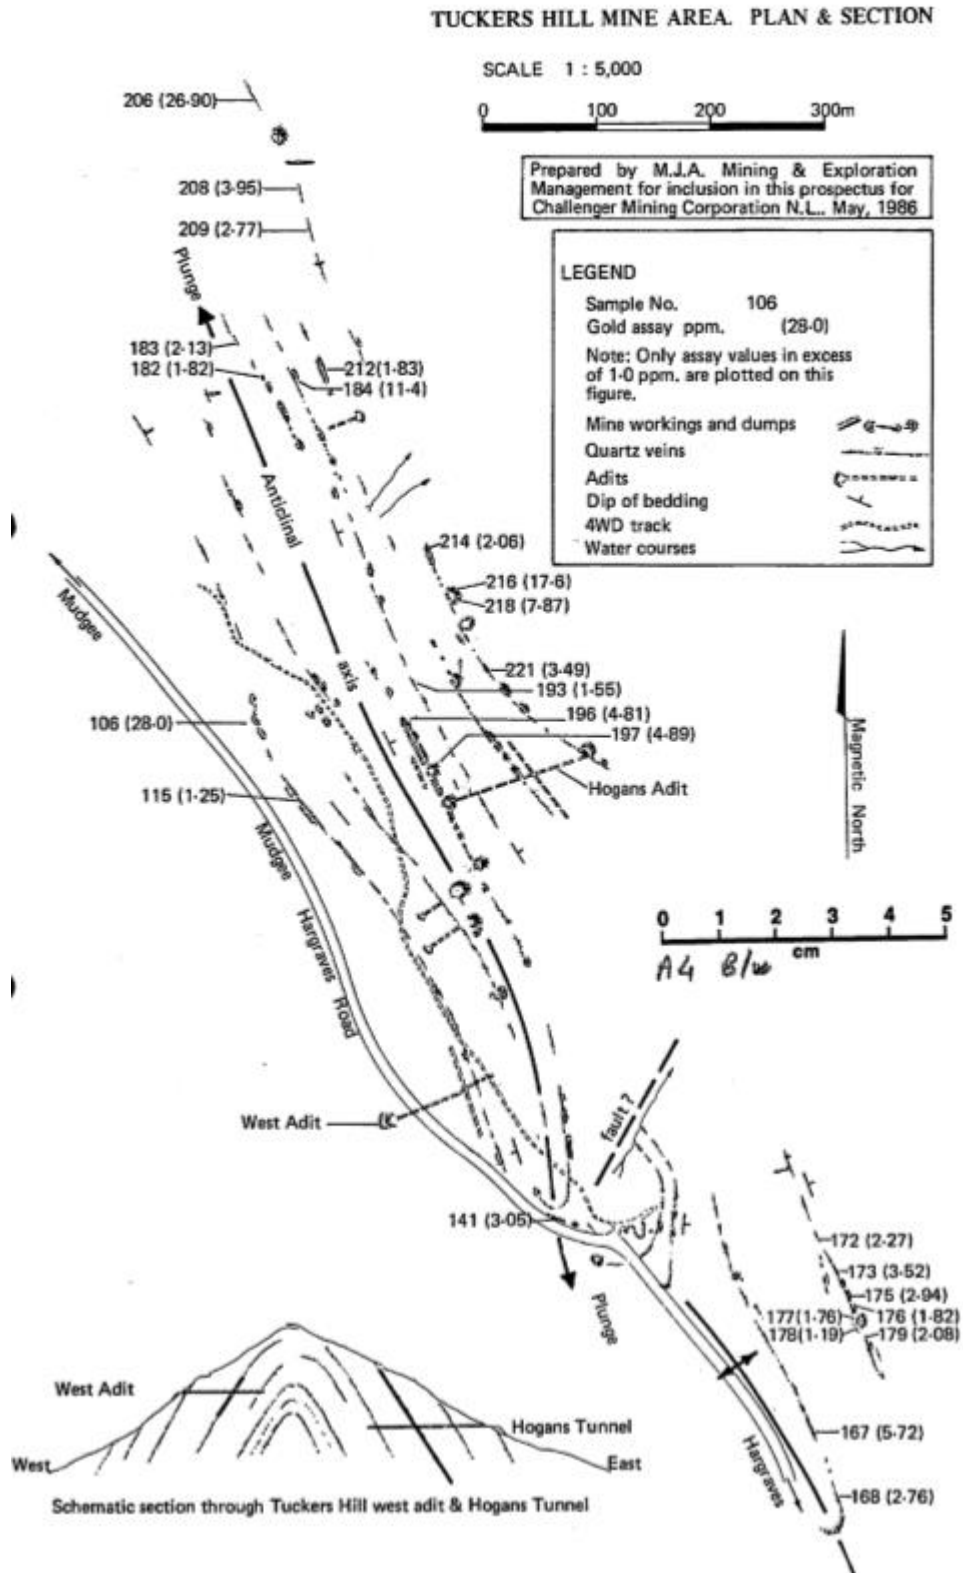 TUCKERS HILL MINE AREA. PLAN & SECTION
SCALE 1 : 5,000
0 100 200 300m
Prepared by M.J.A. Mining & Exploration
Management for inclusion in this prospectus for
Challenger Mining Corporation N.L.. May, 1986
LEGEND
Sample No. 106
Gold assay ppm. (28·0)
Note: Only assay values in excess
of 1·0 ppm. are plotted on this
figure.
Mine workings and dumps
Quartz veins
Adits
Dip of bedding
4WD track
Water courses
206 (26·90)
208 (3·95)
209 (2·77)
Plunge
183 (2·13)
182 (1·82)
212(1·83)
184 (11·4)
Anticlinal
axis
214 (2·06)
216 (17·6)
218 (7·87)
221 (3·49)
193 (1·55)
196 (4·81)
197 (4·89)
Hogans Adit
Mudgee
106 (28·0)
115 (1·25)
Mudgee
Hargraves
Road
Magnetic North
0 1 2 3 4 5
cm
A4 B/w
West Adit
fault ?
141 (3·05)
Plunge
172 (2·27)
173 (3·52)
175 (2·94)
177(1·76) 176 (1·82)
178(1·19) 179 (2·08)
167 (5·72)
168 (2·76)
Hargraves
West Adit
Hogans Tunnel
West
East
Schematic section through Tuckers Hill west adit & Hogans Tunnel